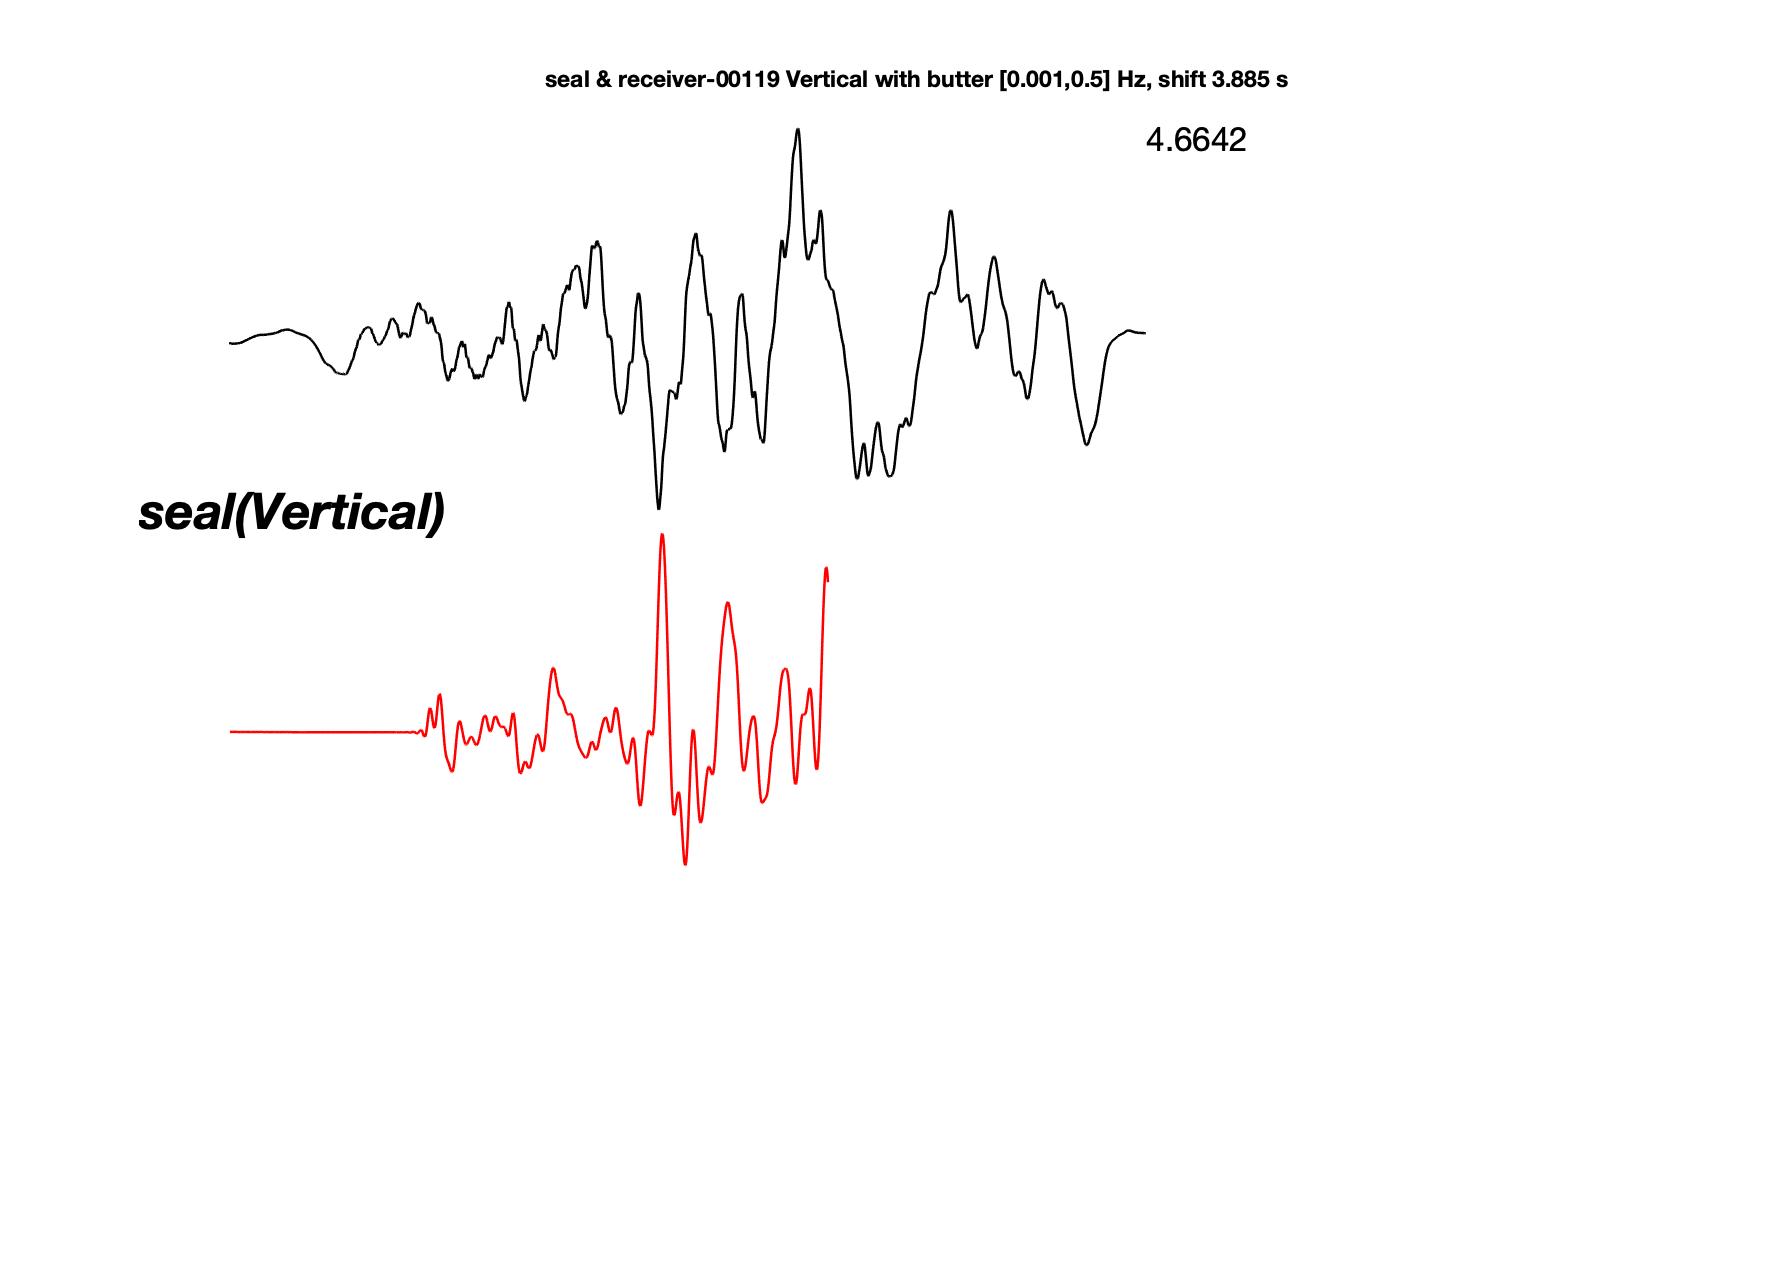 seal & receiver-00119 Vertical with butter [0.001,0.5] Hz, shift 3.885 s
4.6642
seal(Vertical)